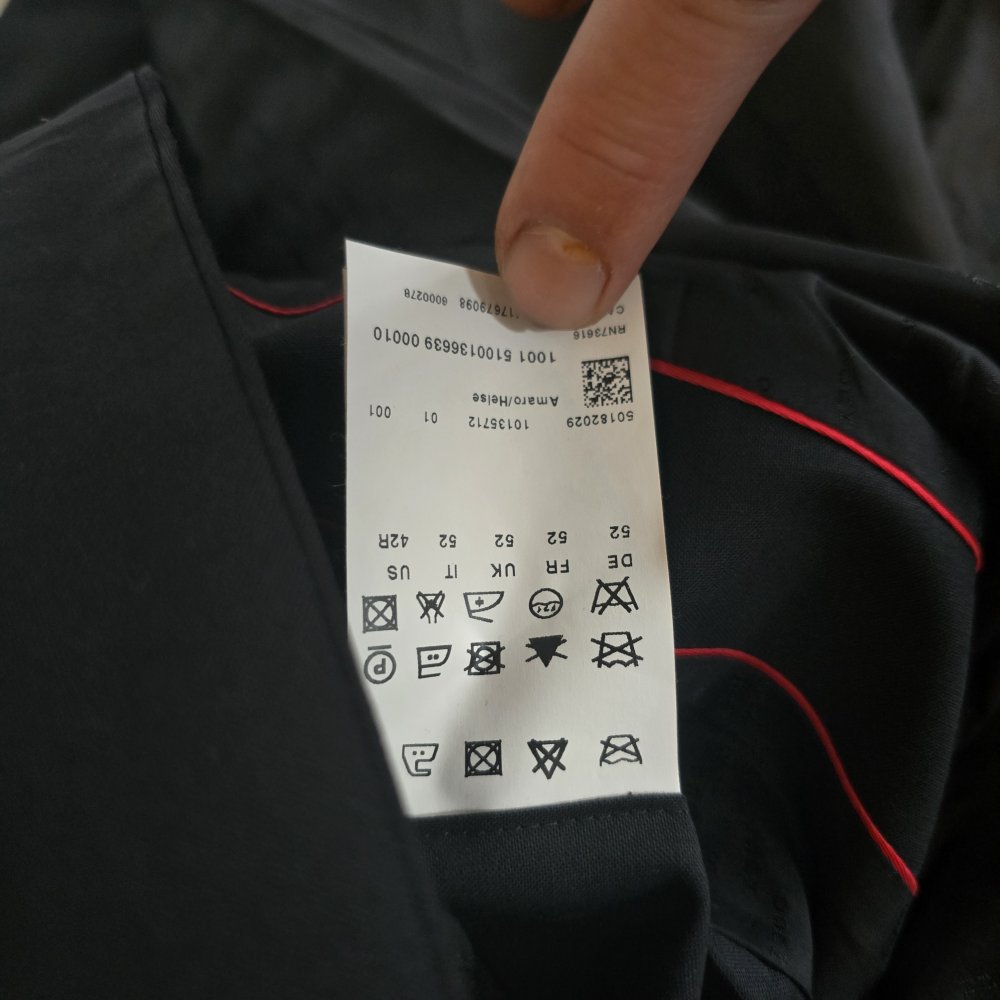 P
DE FR UK IT US
52 52 52 52 42R
50182029 10135712 01 001
Amaro/Helse
1001 5100136639 00010
RN73616
6000278